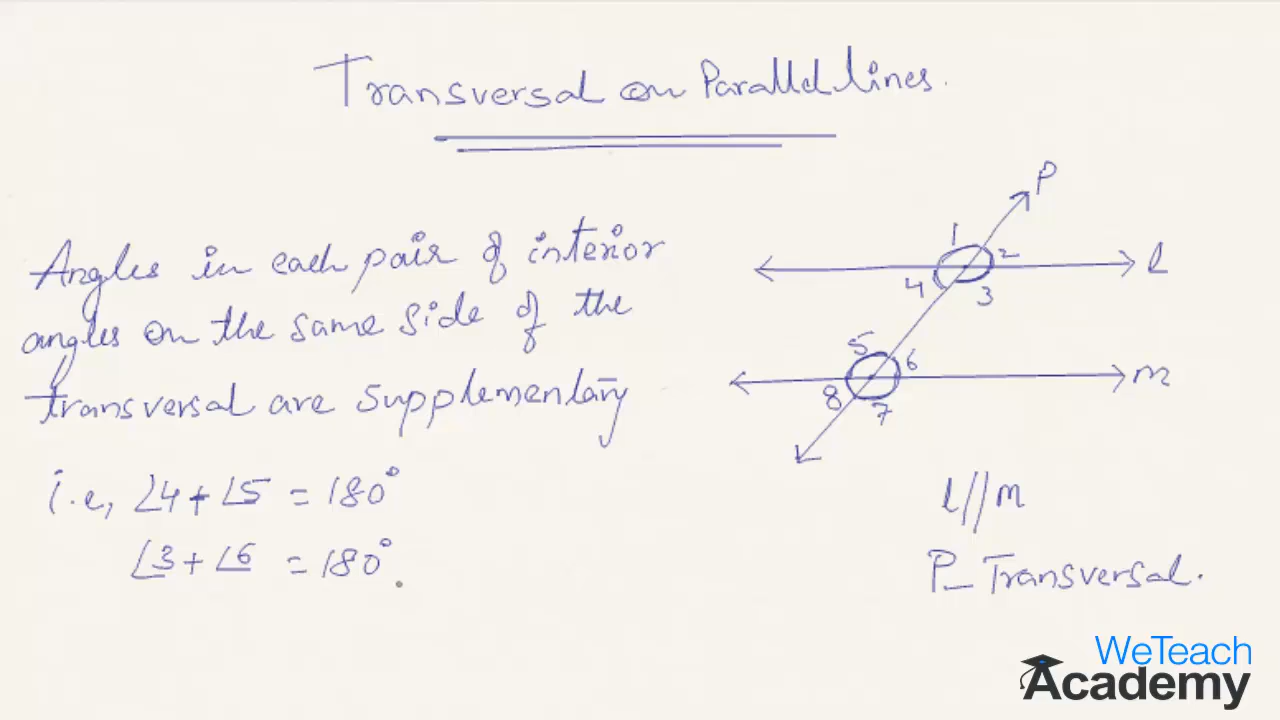 Transversal on Parallel lines.
Angles in each pair of interior
angles on the same side of the
transversal are supplementary
i.e, ∠4 + ∠5 = 180°
∠3 + ∠6 = 180°.
P
1
2
l
4
3
5
6
m
8
7
l//m
P_ Transversal.
WeTeach
Academy